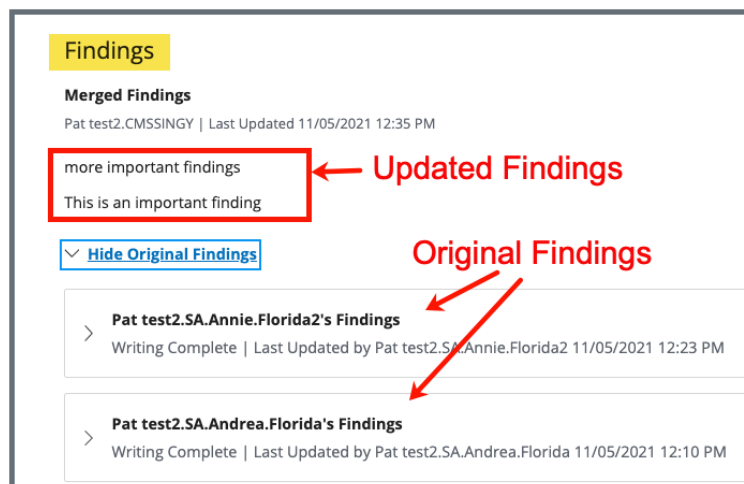 Findings
Merged Findings
Pat test2.CMSSINGY | Last Updated 11/05/2021 12:35 PM
more important findings
Updated Findings
This is an important finding
Hide Original Findings
Original Findings
Pat test2.SA.Annie.Florida2's Findings
Writing Complete | Last Updated by Pat test2.SA.Annie.Florida2 11/05/2021 12:23 PM
Pat test2.SA.Andrea.Florida's Findings
Writing Complete | Last Updated by Pat test2.SA.Andrea.Florida 11/05/2021 12:10 PM